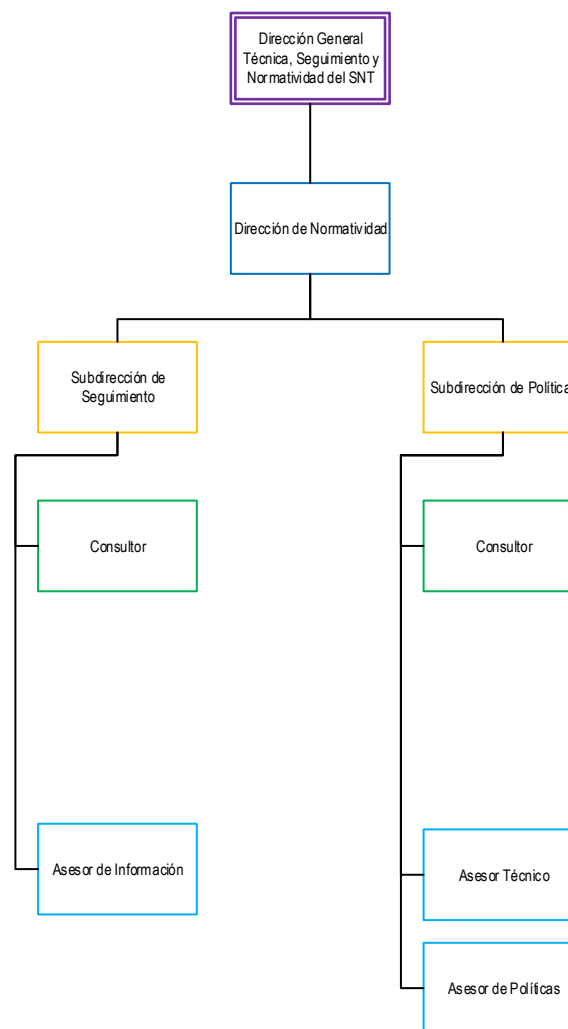 Dirección General
Técnica, Seguimiento y
Normatividad del SNT
Dirección de Normatividad
Subdirección de
Seguimiento
Subdirección de Política
Consultor
Consultor
Asesor de Información
Asesor Técnico
Asesor de Políticas